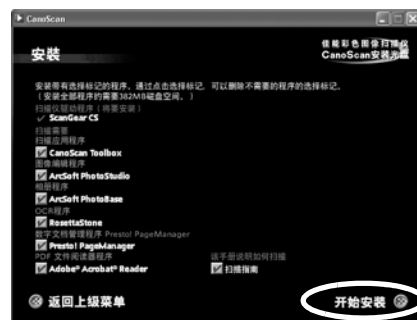 CanoScan
安装
佳能彩色图像扫描仪
CanoScan安装光盘
安装带有选择标记的程序。通过点击选择标记，可以删除不需要的程序的选择标记。
（安装全部程序的需要382MB磁盘空间。）
扫描仪驱动程序（将要安装）
ScanGear CS
扫描需要
扫描应用程序
CanoScan Toolbox
图像编辑程序
ArcSoft PhotoStudio
相册程序
ArcSoft PhotoBase
OCR程序
RosettaStone
数字文档管理程序 Presto! PageManager
Presto! PageManager
PDF 文件阅读器程序
Adobe® Acrobat® Reader
该手册说明如何扫描
扫描指南
返回上级菜单
开始安装